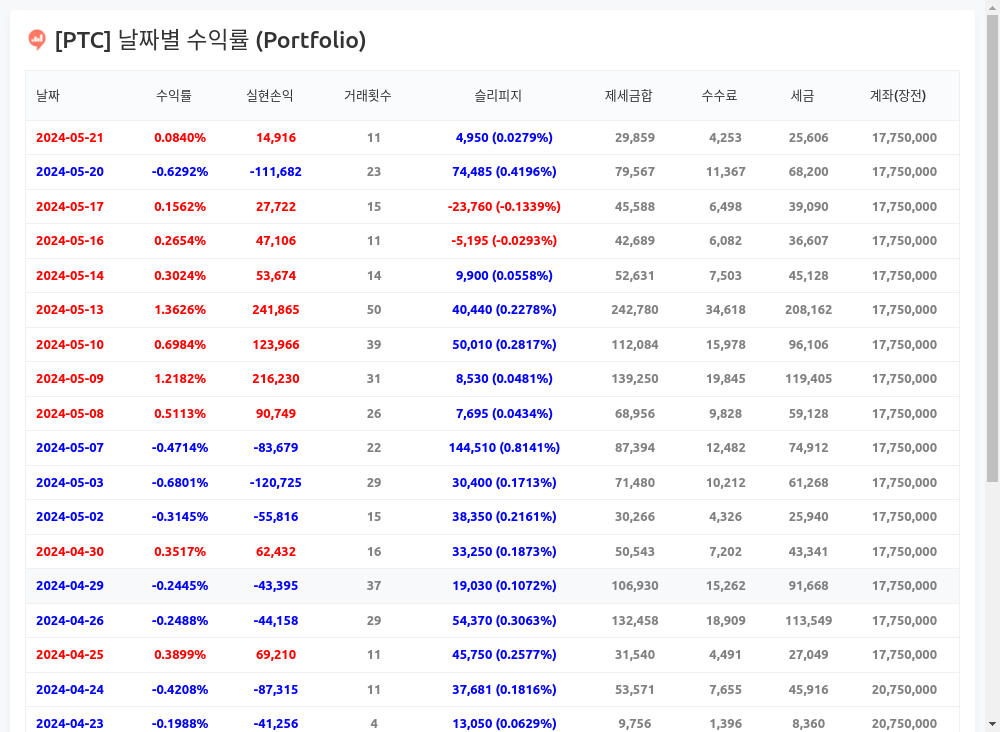 [PTC] 날짜별 수익률 (Portfolio)
날짜 수익률 실현손익 거래횟수 슬리피지 제세금합 수수료 세금 계좌(장전)
2024-05-21 0.0840% 14,916 11 4,950 (0.0279%) 29,859 4,253 25,606 17,750,000
2024-05-20 -0.6292% -111,682 23 74,485 (0.4196%) 79,567 11,367 68,200 17,750,000
2024-05-17 0.1562% 27,722 15 -23,760 (-0.1339%) 45,588 6,498 39,090 17,750,000
2024-05-16 0.2654% 47,106 11 -5,195 (-0.0293%) 42,689 6,082 36,607 17,750,000
2024-05-14 0.3024% 53,674 14 9,900 (0.0558%) 52,631 7,503 45,128 17,750,000
2024-05-13 1.3626% 241,865 50 40,440 (0.2278%) 242,780 34,618 208,162 17,750,000
2024-05-10 0.6984% 123,966 39 50,010 (0.2817%) 112,084 15,978 96,106 17,750,000
2024-05-09 1.2182% 216,230 31 8,530 (0.0481%) 139,250 19,845 119,405 17,750,000
2024-05-08 0.5113% 90,749 26 7,695 (0.0434%) 68,956 9,828 59,128 17,750,000
2024-05-07 -0.4714% -83,679 22 144,510 (0.8141%) 87,394 12,482 74,912 17,750,000
2024-05-03 -0.6801% -120,725 29 30,400 (0.1713%) 71,480 10,212 61,268 17,750,000
2024-05-02 -0.3145% -55,816 15 38,350 (0.2161%) 30,266 4,326 25,940 17,750,000
2024-04-30 0.3517% 62,432 16 33,250 (0.1873%) 50,543 7,202 43,341 17,750,000
2024-04-29 -0.2445% -43,395 37 19,030 (0.1072%) 106,930 15,262 91,668 17,750,000
2024-04-26 -0.2488% -44,158 29 54,370 (0.3063%) 132,458 18,909 113,549 17,750,000
2024-04-25 0.3899% 69,210 11 45,750 (0.2577%) 31,540 4,491 27,049 17,750,000
2024-04-24 -0.4208% -87,315 11 37,681 (0.1816%) 53,571 7,655 45,916 20,750,000
2024-04-23 -0.1988% -41,256 4 13,050 (0.0629%) 9,756 1,396 8,360 20,750,000